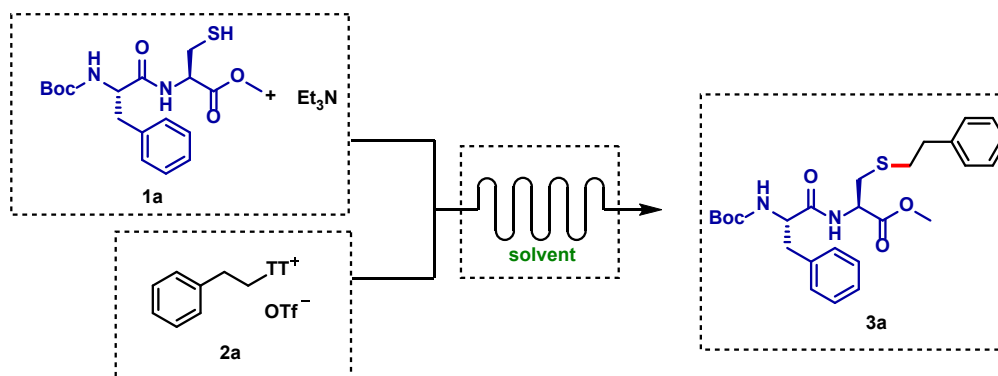 SH
H
N
O
O
Boc
N
H
O
+
Et₃N
1a
TT⁺
OTf⁻
2a
solvent
S
H
N
O
O
Boc
N
H
O
3a